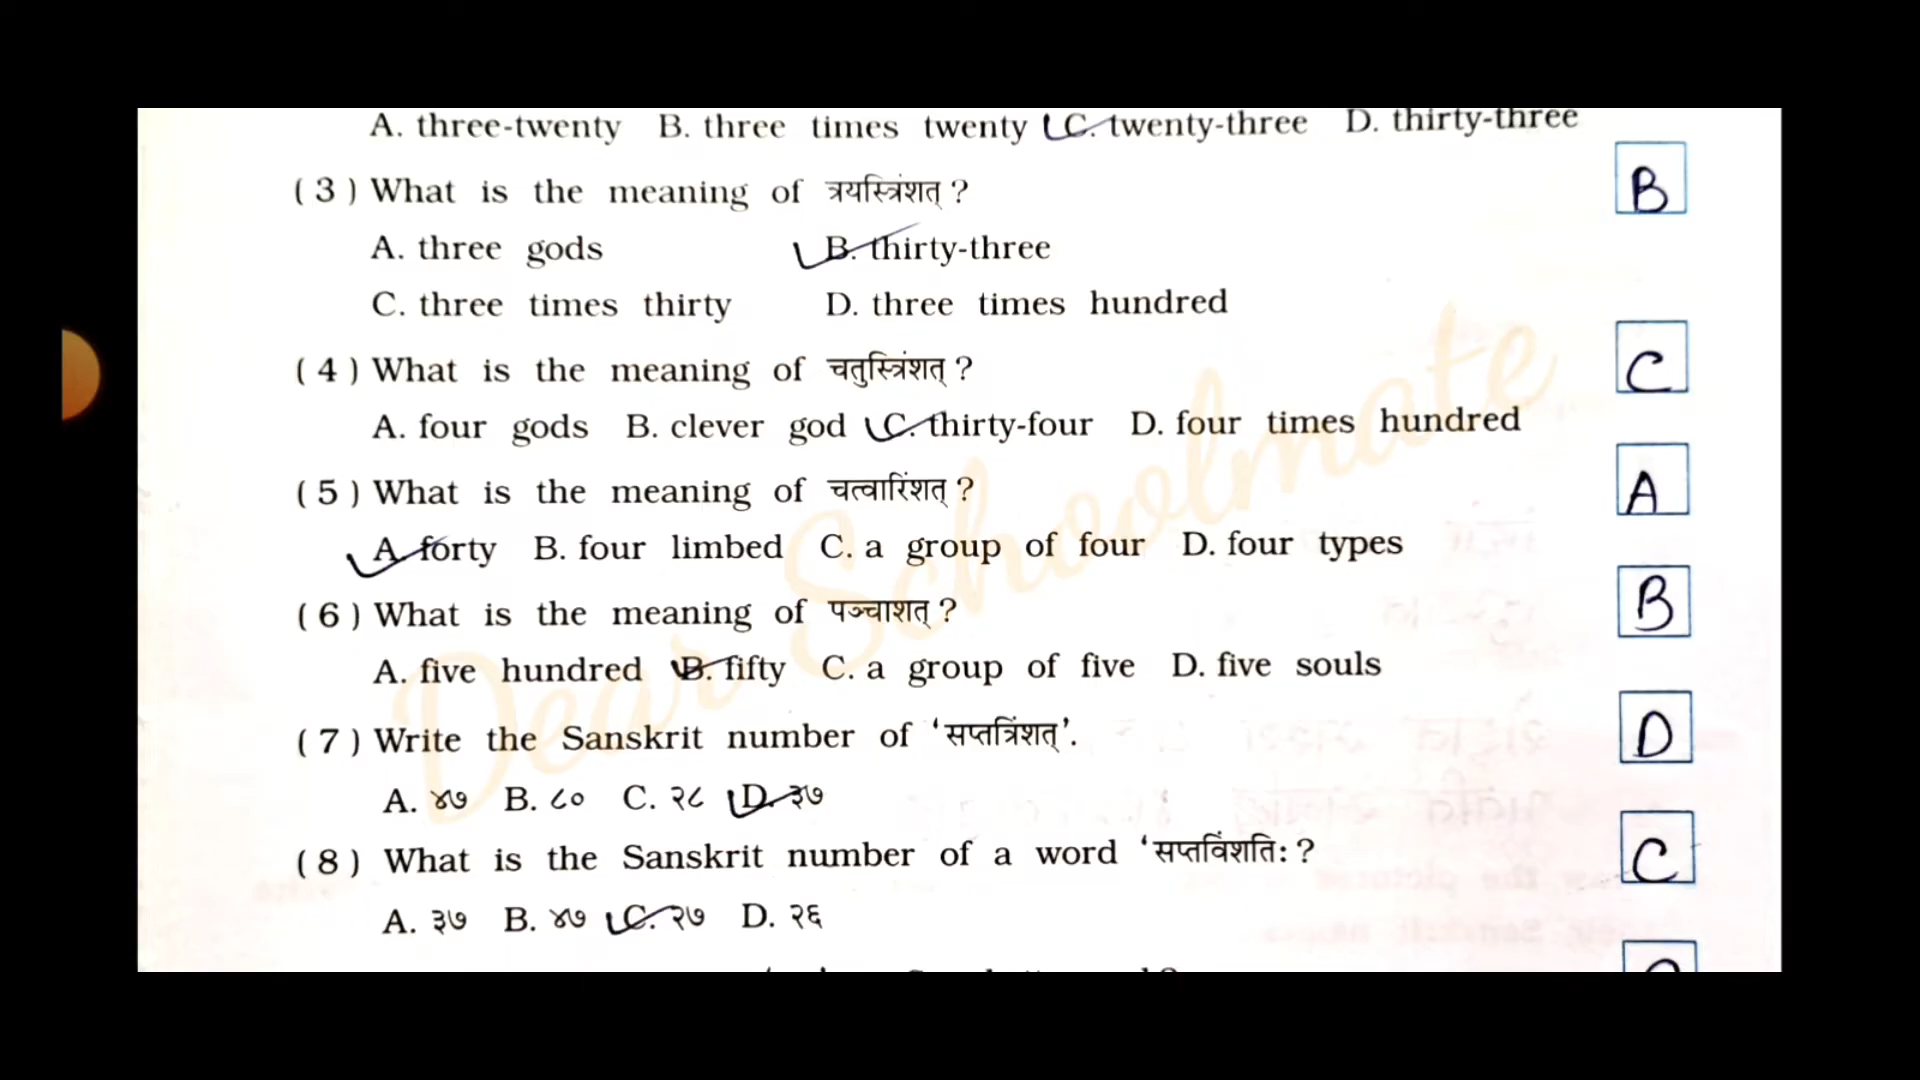 A. three-twenty B. three times twenty C. twenty-three D. thirty-three
( 3 ) What is the meaning of त्रयस्त्रिंशत् ? B
A. three gods B. thirty-three
C. three times thirty D. three times hundred
( 4 ) What is the meaning of चतुस्त्रिंशत् ? C
A. four gods B. clever god C. thirty-four D. four times hundred
( 5 ) What is the meaning of चत्वारिंशत् ? A
A. forty B. four limbed C. a group of four D. four types
( 6 ) What is the meaning of पञ्चाशत् ? B
A. five hundred B. fifty C. a group of five D. five souls
( 7 ) Write the Sanskrit number of ‘सप्तत्रिंशत्’. D
A. ४७ B. ८० C. २८ D. ३७
( 8 ) What is the Sanskrit number of a word ‘सप्तविंशतिः ? C
A. ३७ B. ४७ C. २७ D. २६
Dear Schoolmate